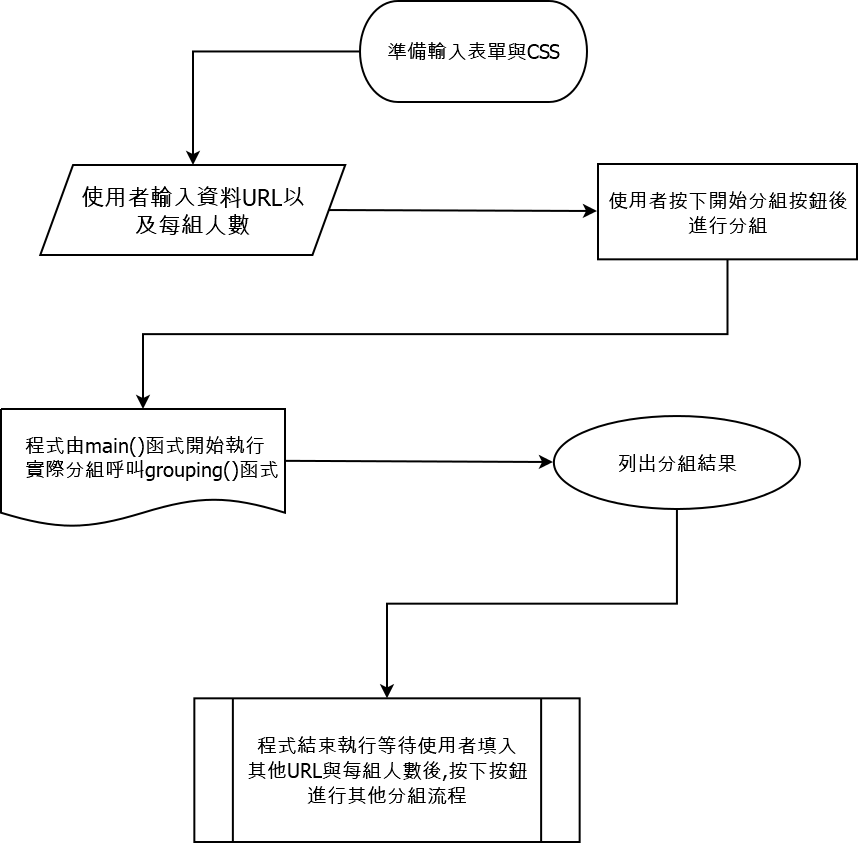 準備輸入表單與CSS
使用者輸入資料URL以
及每組人數
使用者按下開始分組按鈕後
進行分組
程式由main()函式開始執行
實際分組呼叫grouping()函式
列出分組結果
程式結束執行等待使用者填入
其他URL與每組人數後,按下按鈕
進行其他分組流程